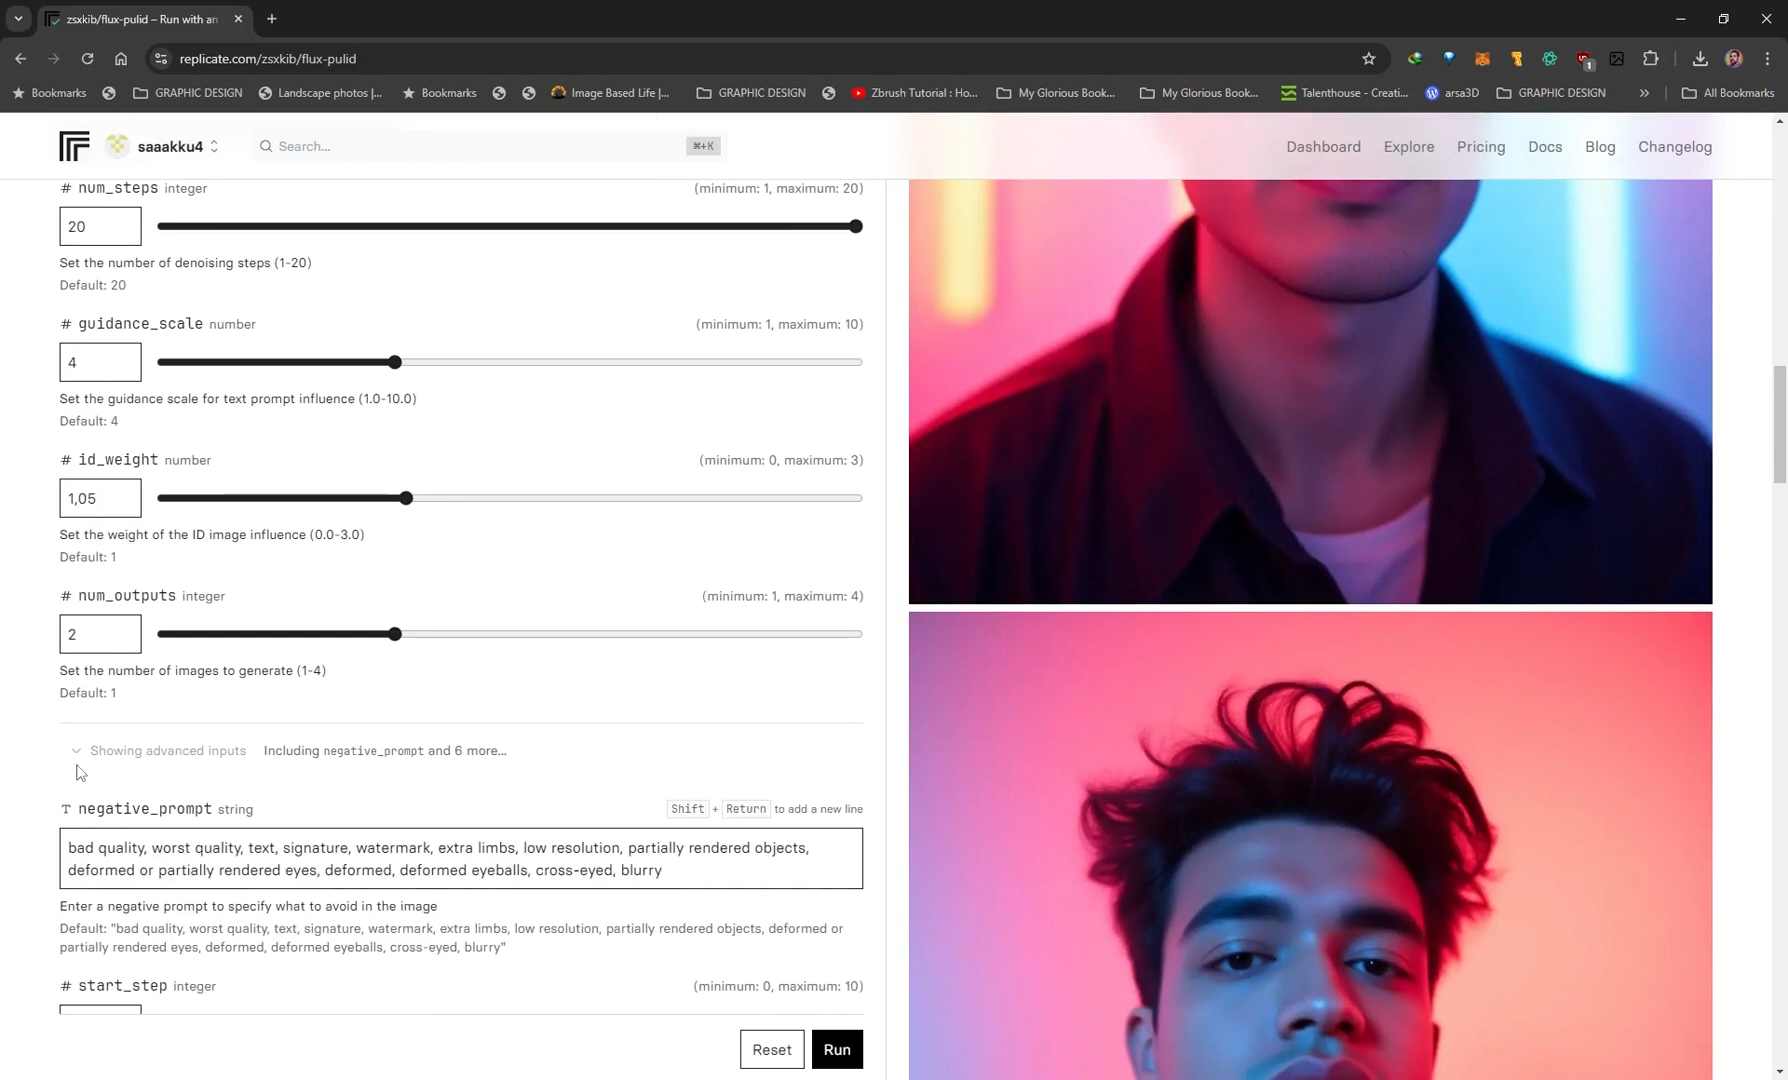 zsxkib/flux-pulid – Run with an
replicate.com/zsxkib/flux-pulid
1
Bookmarks
GRAPHIC DESIGN
Landscape photos |...
Bookmarks
Image Based Life |...
GRAPHIC DESIGN
Zbrush Tutorial : Ho...
My Glorious Book...
My Glorious Book...
Talenthouse - Creati...
arsa3D
GRAPHIC DESIGN
»
All Bookmarks
saaakku4
Search...
⌘+K
Dashboard
Explore
Pricing
Docs
Blog
Changelog
# num_steps integer
(minimum: 1, maximum: 20)
20
Set the number of denoising steps (1-20)
Default: 20
# guidance_scale number
(minimum: 1, maximum: 10)
4
Set the guidance scale for text prompt influence (1.0-10.0)
Default: 4
# id_weight number
(minimum: 0, maximum: 3)
1,05
Set the weight of the ID image influence (0.0-3.0)
Default: 1
# num_outputs integer
(minimum: 1, maximum: 4)
2
Set the number of images to generate (1-4)
Default: 1
Showing advanced inputs Including negative_prompt and 6 more...
T negative_prompt string
Shift + Return to add a new line
bad quality, worst quality, text, signature, watermark, extra limbs, low resolution, partially rendered objects,
deformed or partially rendered eyes, deformed, deformed eyeballs, cross-eyed, blurry
Enter a negative prompt to specify what to avoid in the image
Default: "bad quality, worst quality, text, signature, watermark, extra limbs, low resolution, partially rendered objects, deformed or
partially rendered eyes, deformed, deformed eyeballs, cross-eyed, blurry"
# start_step integer
(minimum: 0, maximum: 10)
Reset
Run